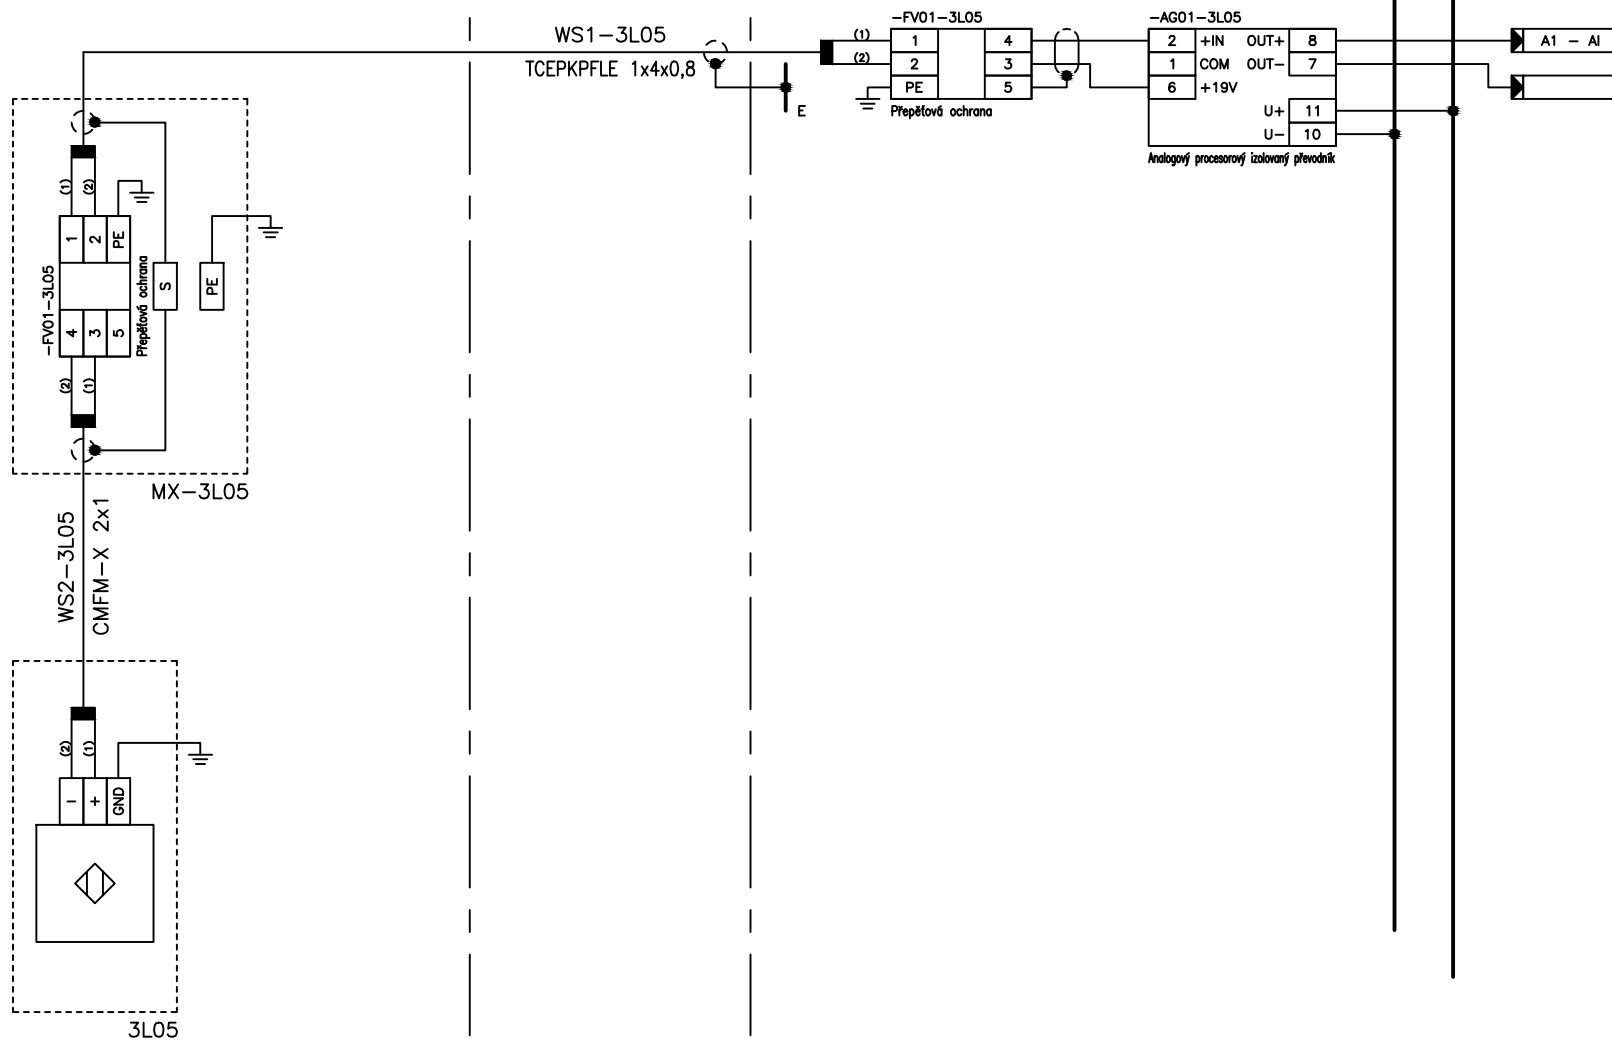 WS1-3L05
TCEPKPFLE 1x4x0,8
E
-FV01-3L05
(1)
(2)
1
2
PE
4
3
5
Přepěťová ochrana
-AG01-3L05
2 +IN OUT+ 8
1 COM OUT- 7
6 +19V
U+ 11
U- 10
Analogový procesorový izolovaný převodník
A1 - AI
(1)
(2)
1
2
PE
-FV01-3L05
Přepěťová ochrana
S
PE
4
3
5
(2)
(1)
MX-3L05
WS2-3L05
CMFM-X 2x1
(2)
(1)
-
+
GND
3L05